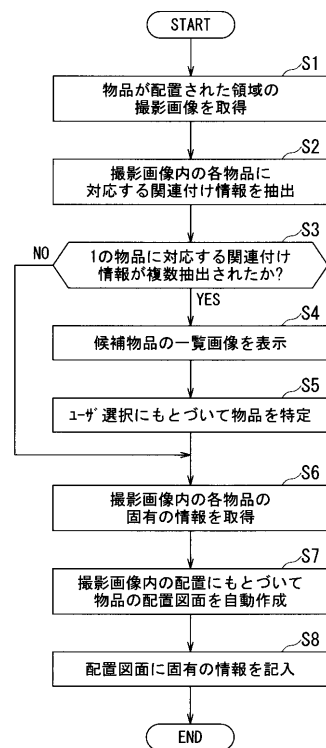 START
S1
物品が配置された領域の
撮影画像を取得
S2
撮影画像内の各物品に
対応する関連付け情報を抽出
S3
1の物品に対応する関連付け
情報が複数抽出されたか?
NO
YES
S4
候補物品の一覧画像を表示
S5
ユーザ選択にもとづいて物品を特定
S6
撮影画像内の各物品の
固有の情報を取得
S7
撮影画像内の配置にもとづいて
物品の配置図面を自動作成
S8
配置図面に固有の情報を記入
END